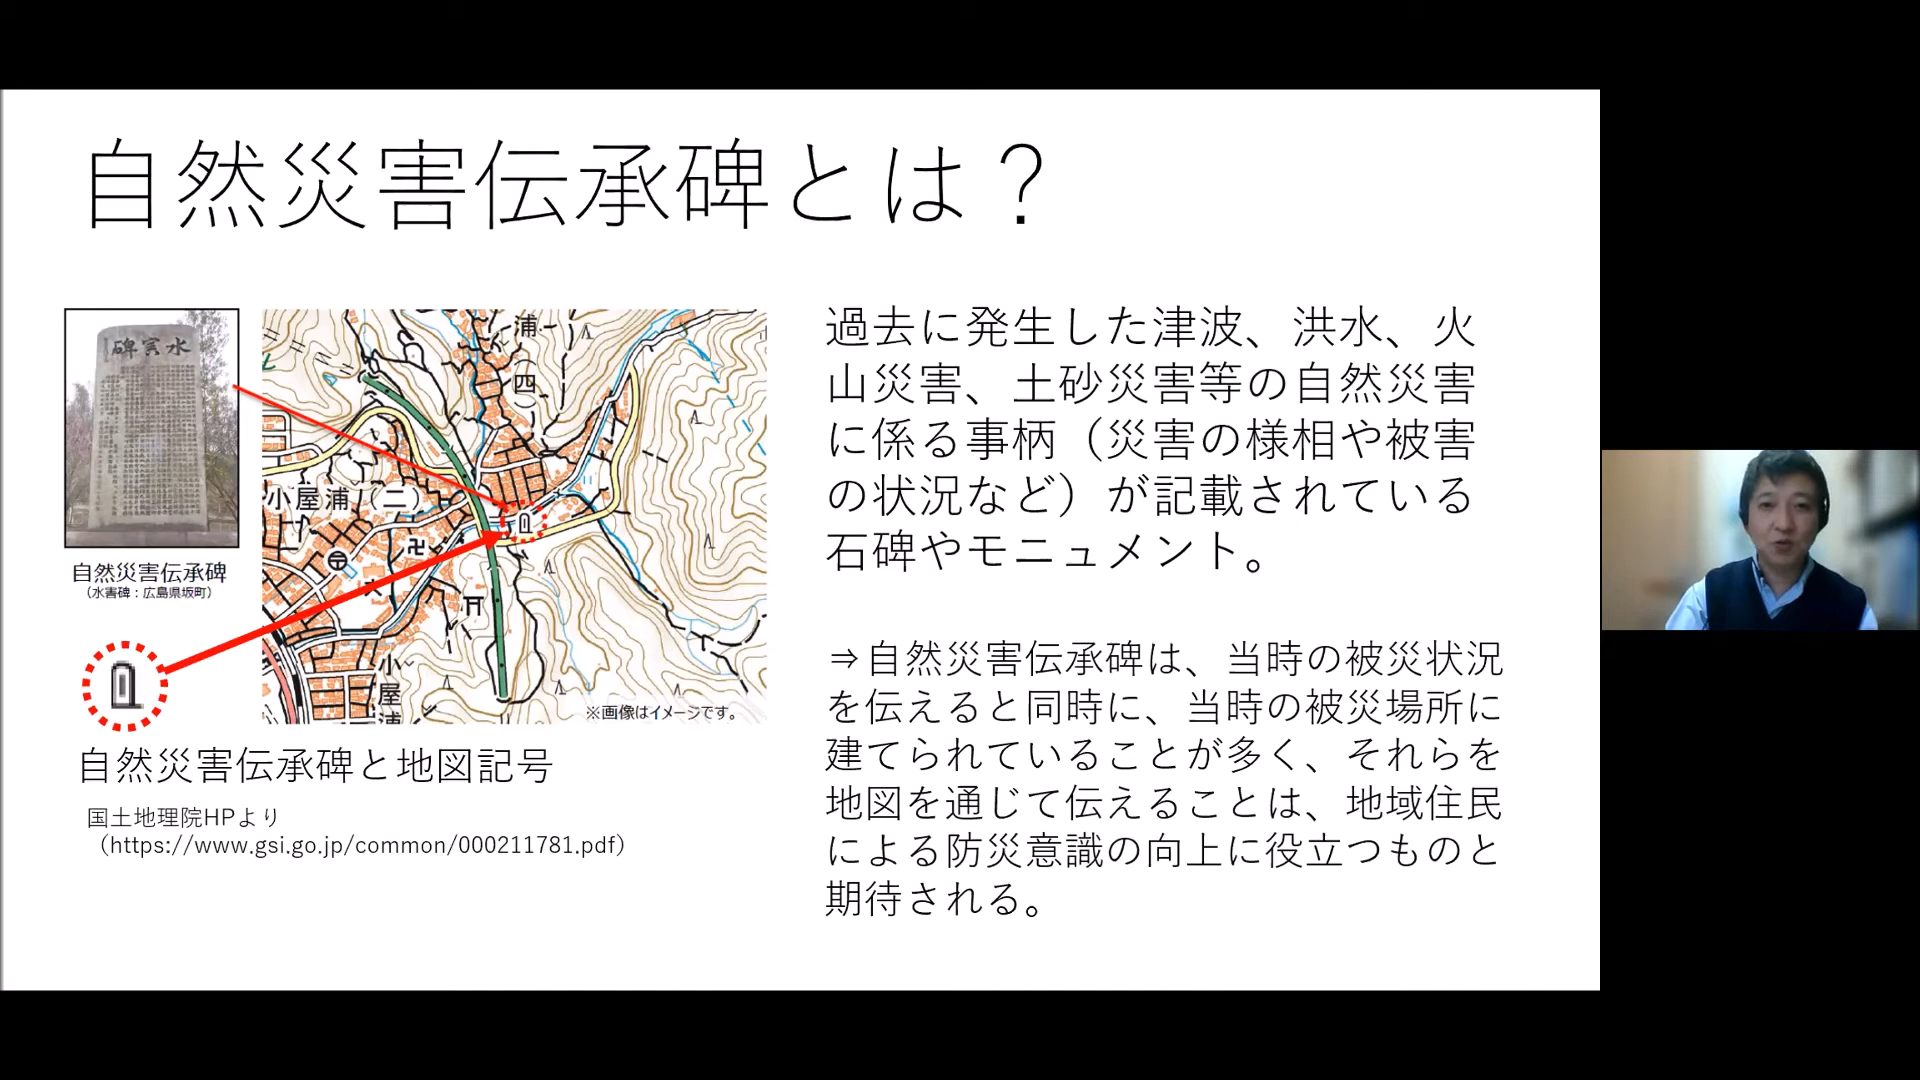 自然災害伝承碑とは？
水害碑
自然災害伝承碑
（水害碑：広島県坂町）
浦
（四）
小屋浦（二）
小屋浦
※画像はイメージです。
自然災害伝承碑と地図記号
国土地理院HPより
（https://www.gsi.go.jp/common/000211781.pdf）
過去に発生した津波、洪水、火
山災害、土砂災害等の自然災害
に係る事柄（災害の様相や被害
の状況など）が記載されている
石碑やモニュメント。
⇒自然災害伝承碑は、当時の被災状況
を伝えると同時に、当時の被災場所に
建てられていることが多く、それらを
地図を通じて伝えることは、地域住民
による防災意識の向上に役立つものと
期待される。